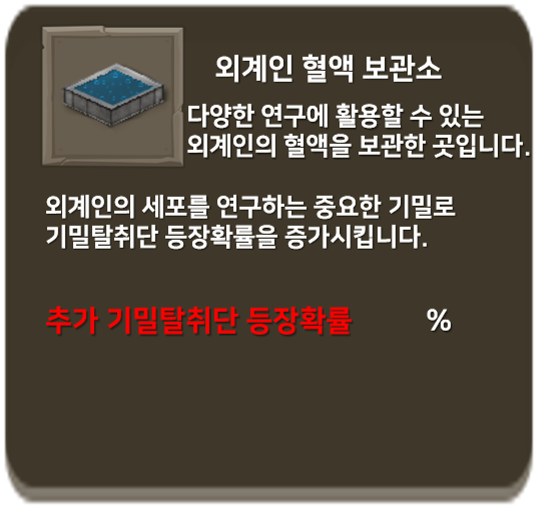 외계인 혈액 보관소
다양한 연구에 활용할 수 있는
외계인의 혈액을 보관한 곳입니다.
외계인의 세포를 연구하는 중요한 기밀로
기밀탈취단 등장확률을 증가시킵니다.
추가 기밀탈취단 등장확률 %